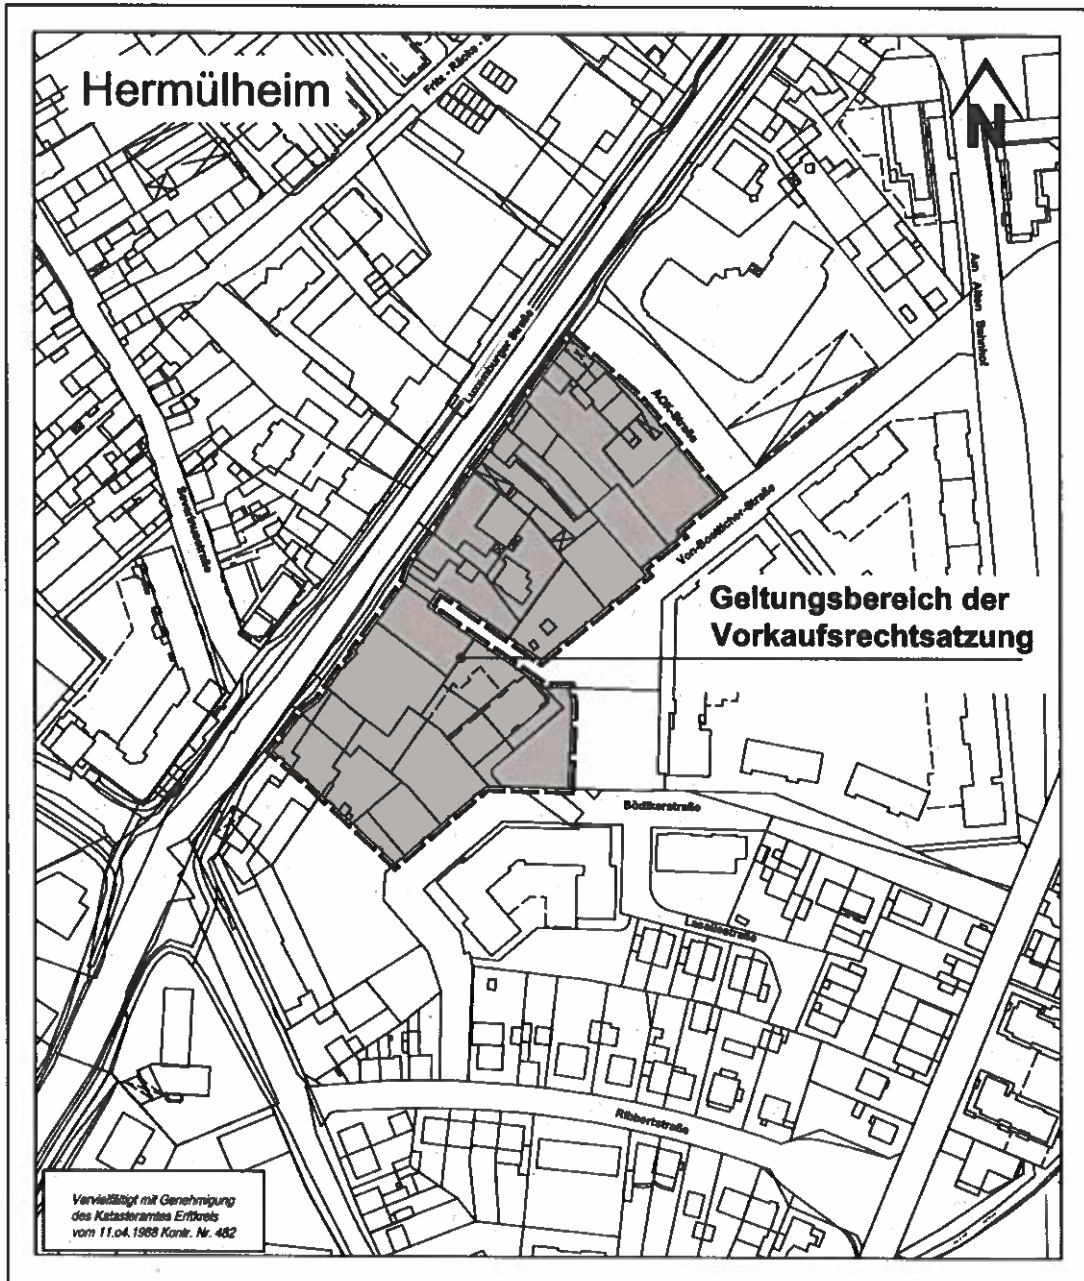 Hermülheim
N
Luxemburger Straße
Am Alten Bahnhof
AOK-Straße
Von-Boetticher-Straße
Geltungsbereich der
Vorkaufsrechtsatzung
Bödikerstraße
Ribbertstraße
Vervielfältigt mit Genehmigung
des Katasteramtes Erftkreis
vom 11.04.1988 Kontr. Nr. 482